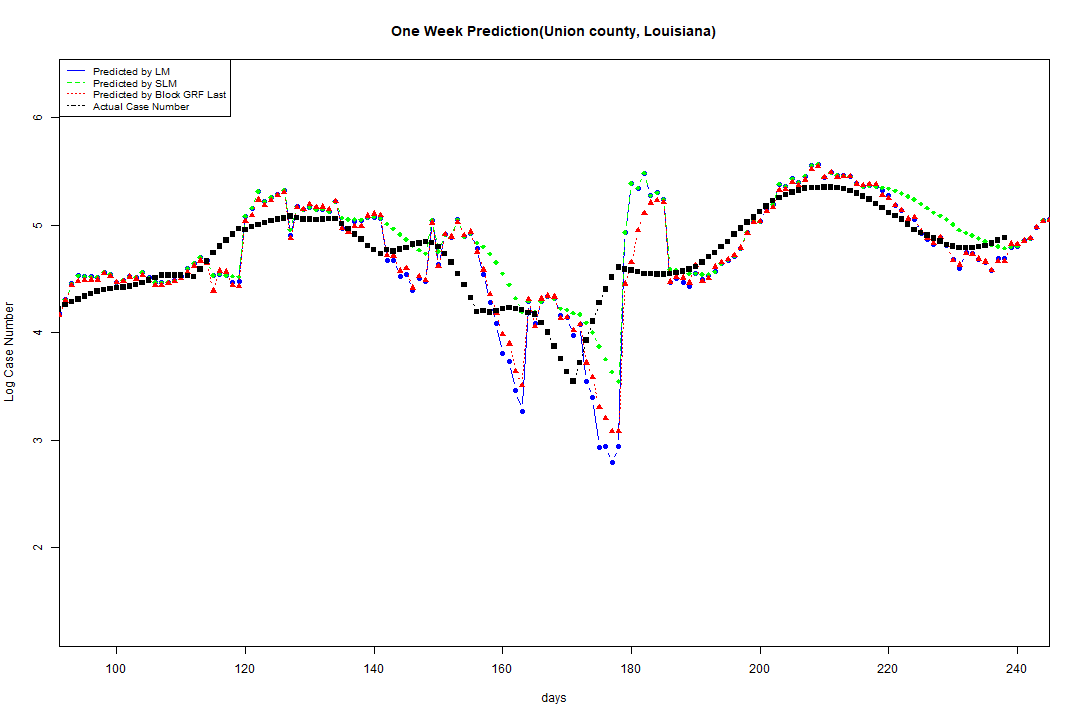 One Week Prediction(Union county, Louisiana)
Predicted by LM
Predicted by SLM
Predicted by Block GRF Last
Actual Case Number
6
5
4
3
2
Log Case Number
100 120 140 160 180 200 220 240
days